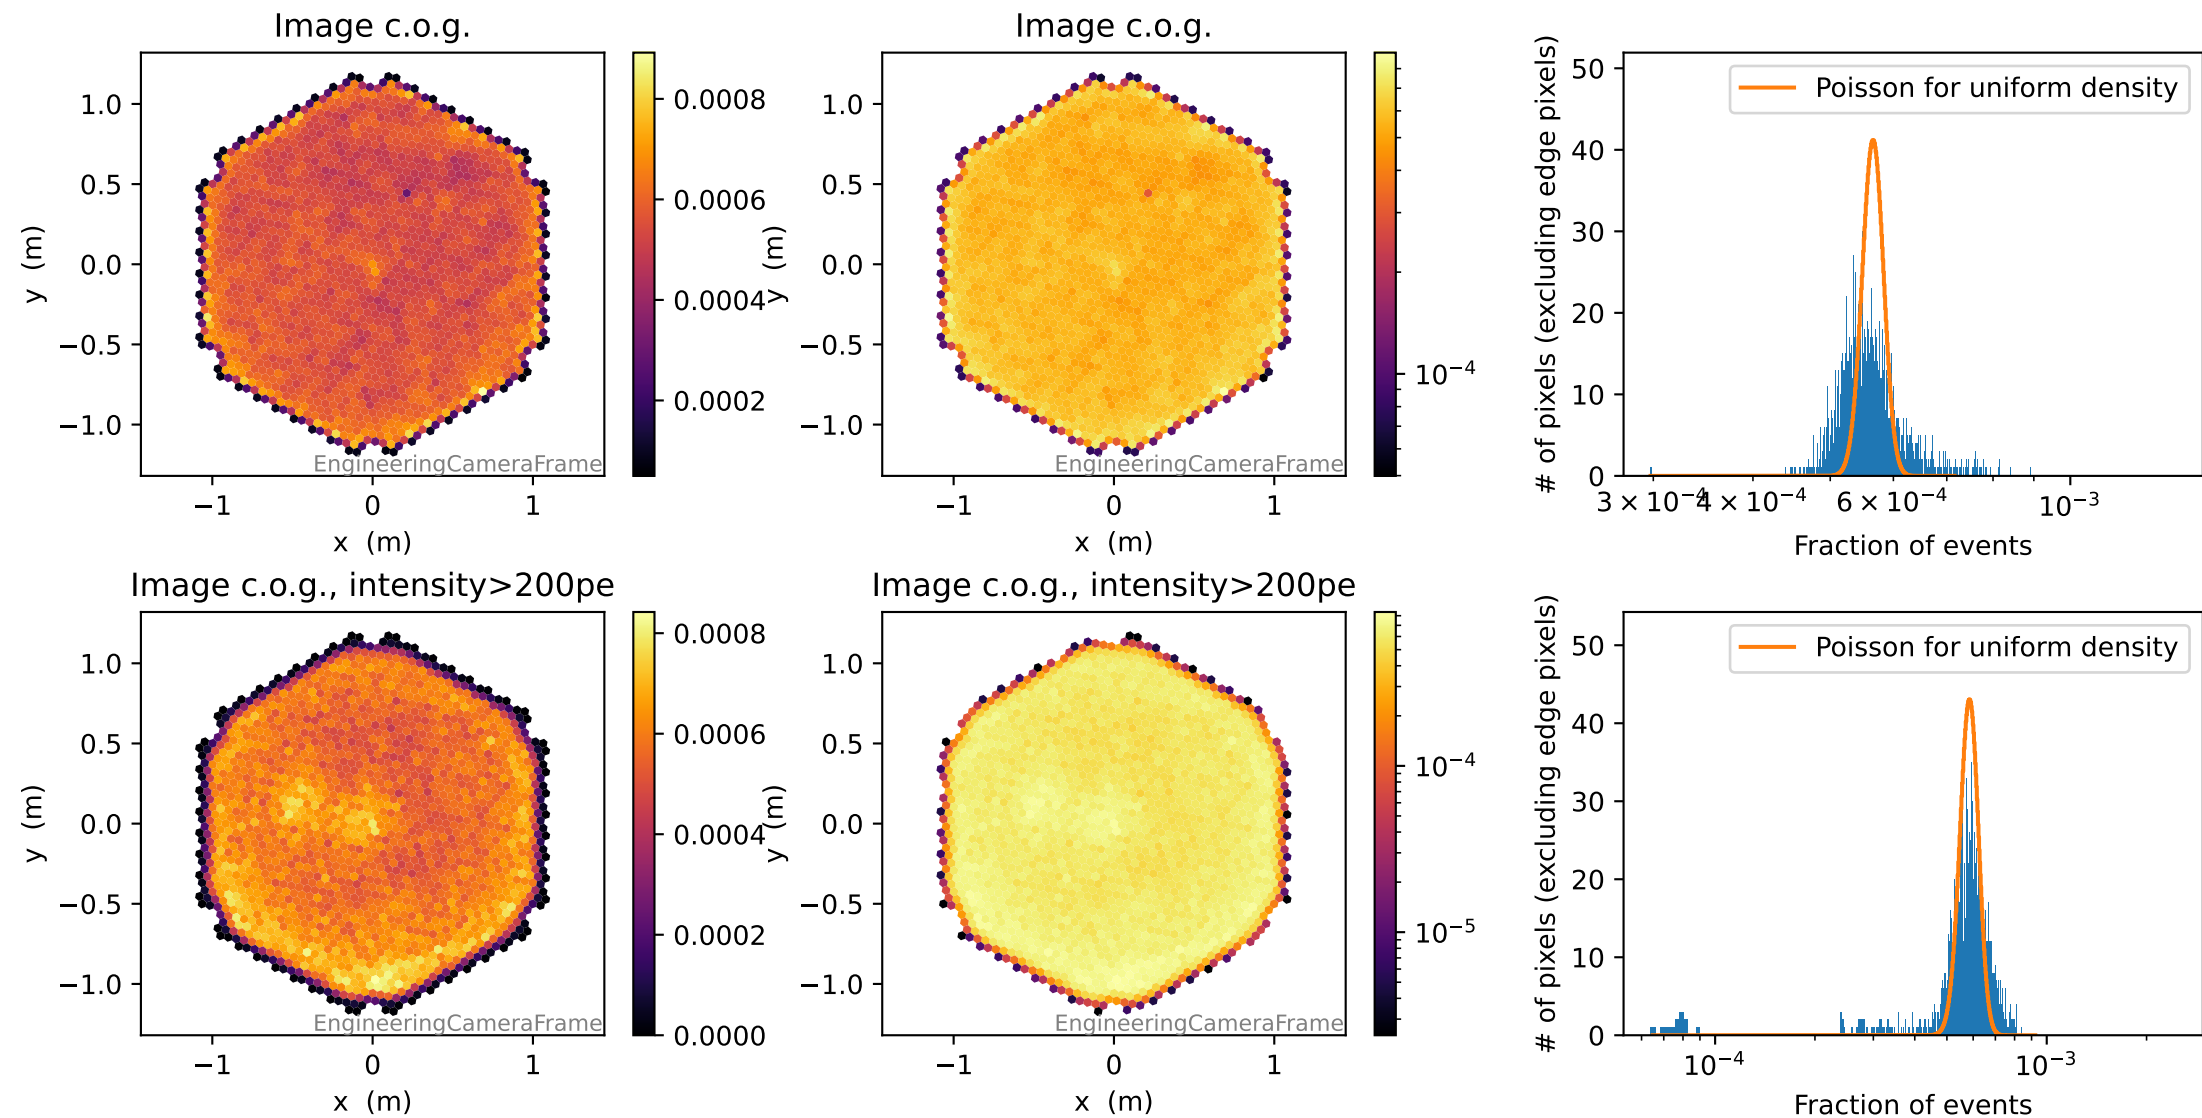 Image c.o.g.
1.0
0.5
0.0
−0.5
−1.0
y (m)
−1
0
1
x (m)
EngineeringCameraFrame
0.0008
0.0006
0.0004
0.0002
Image c.o.g.
1.0
0.5
0.0
−0.5
−1.0
y (m)
−1
0
1
x (m)
EngineeringCameraFrame
10⁻⁴
50
40
30
20
10
0
# of pixels (excluding edge pixels)
Poisson for uniform density
3 × 10⁻⁴
4 × 10⁻⁴
6 × 10⁻⁴
10⁻³
Fraction of events
Image c.o.g., intensity>200pe
1.0
0.5
0.0
−0.5
−1.0
y (m)
−1
0
1
x (m)
EngineeringCameraFrame
0.0008
0.0006
0.0004
0.0002
0.0000
Image c.o.g., intensity>200pe
1.0
0.5
0.0
−0.5
−1.0
y (m)
−1
0
1
x (m)
EngineeringCameraFrame
10⁻⁴
10⁻⁵
50
40
30
20
10
0
# of pixels (excluding edge pixels)
Poisson for uniform density
10⁻⁴
10⁻³
Fraction of events